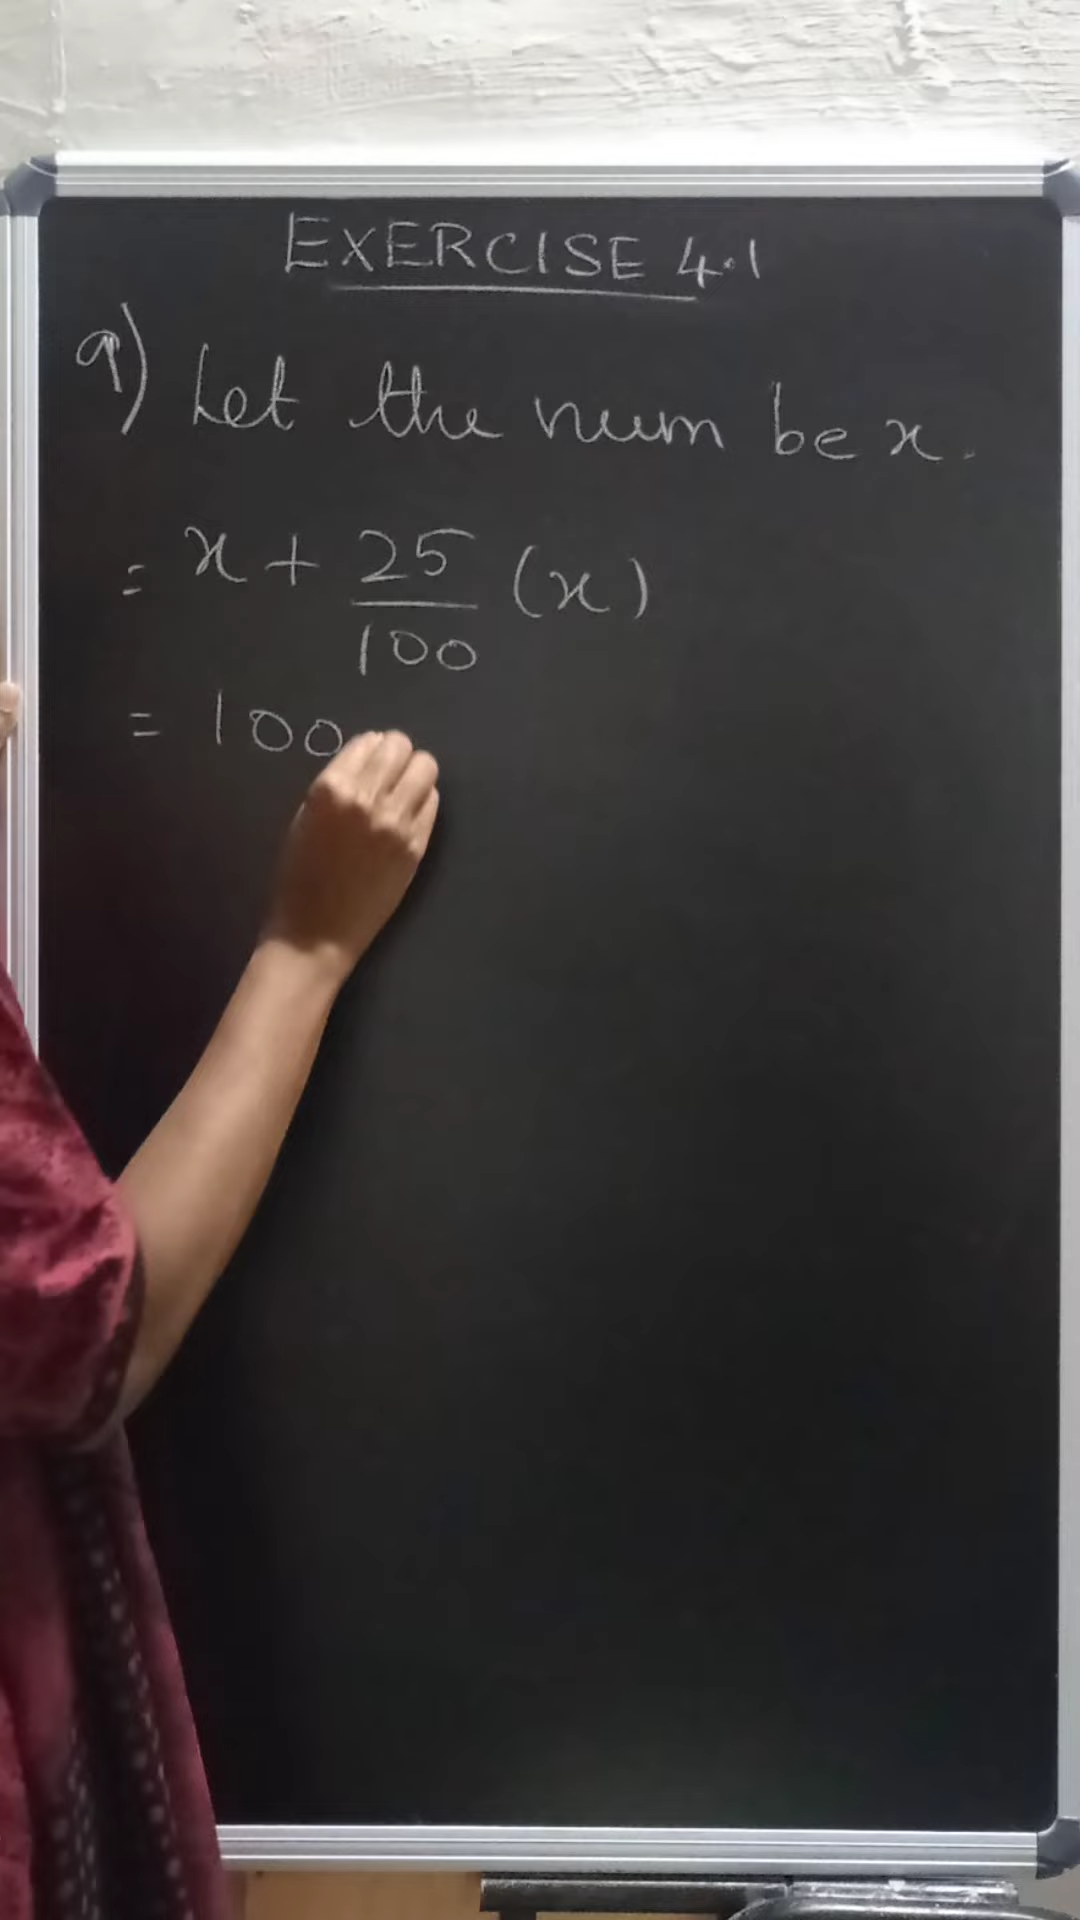 EXERCISE 4.1
9) Let the num be x.
= x + 25/100 (x)
= 100